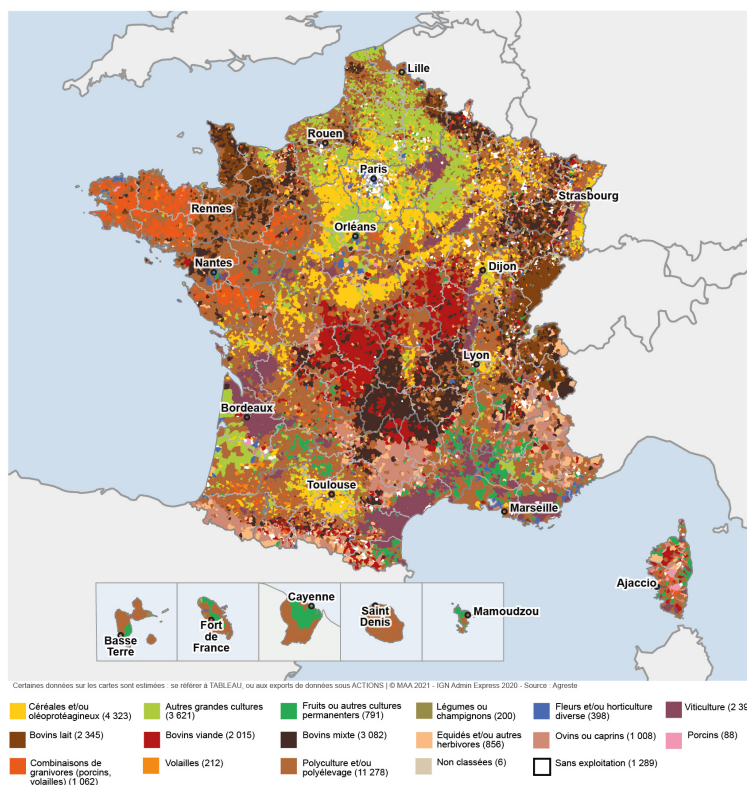 Lille
Rouen
Paris
Strasbourg
Rennes
Orléans
Nantes
Dijon
Lyon
Bordeaux
Toulouse
Marseille
Ajaccio
Cayenne
Saint
Denis
Mamoudzou
Fort
de
France
Basse
Terre
Certaines données sur les cartes sont estimées : se référer à TABLEAU, ou aux exports de données sous ACTIONS | © MAA 2021 - IGN Admin Express 2020 - Source : Agreste
Céréales et/ou
oléoprotéagineux (4 323)
Autres grandes cultures
(3 621)
Fruits ou autres cultures
permanenters (791)
Légumes ou
champignons (200)
Fleurs et/ou horticulture
diverse (398)
Viticulture (2 39
Bovins lait (2 345)
Bovins viande (2 015)
Bovins mixte (3 082)
Equidés et/ou autres
herbivores (856)
Ovins ou caprins (1 008)
Porcins (88)
Combinaisons de
granivores (porcins,
volailles) (1 062)
Volailles (212)
Polyculture et/ou
polyélevage (11 278)
Non classées (6)
Sans exploitation (1 289)